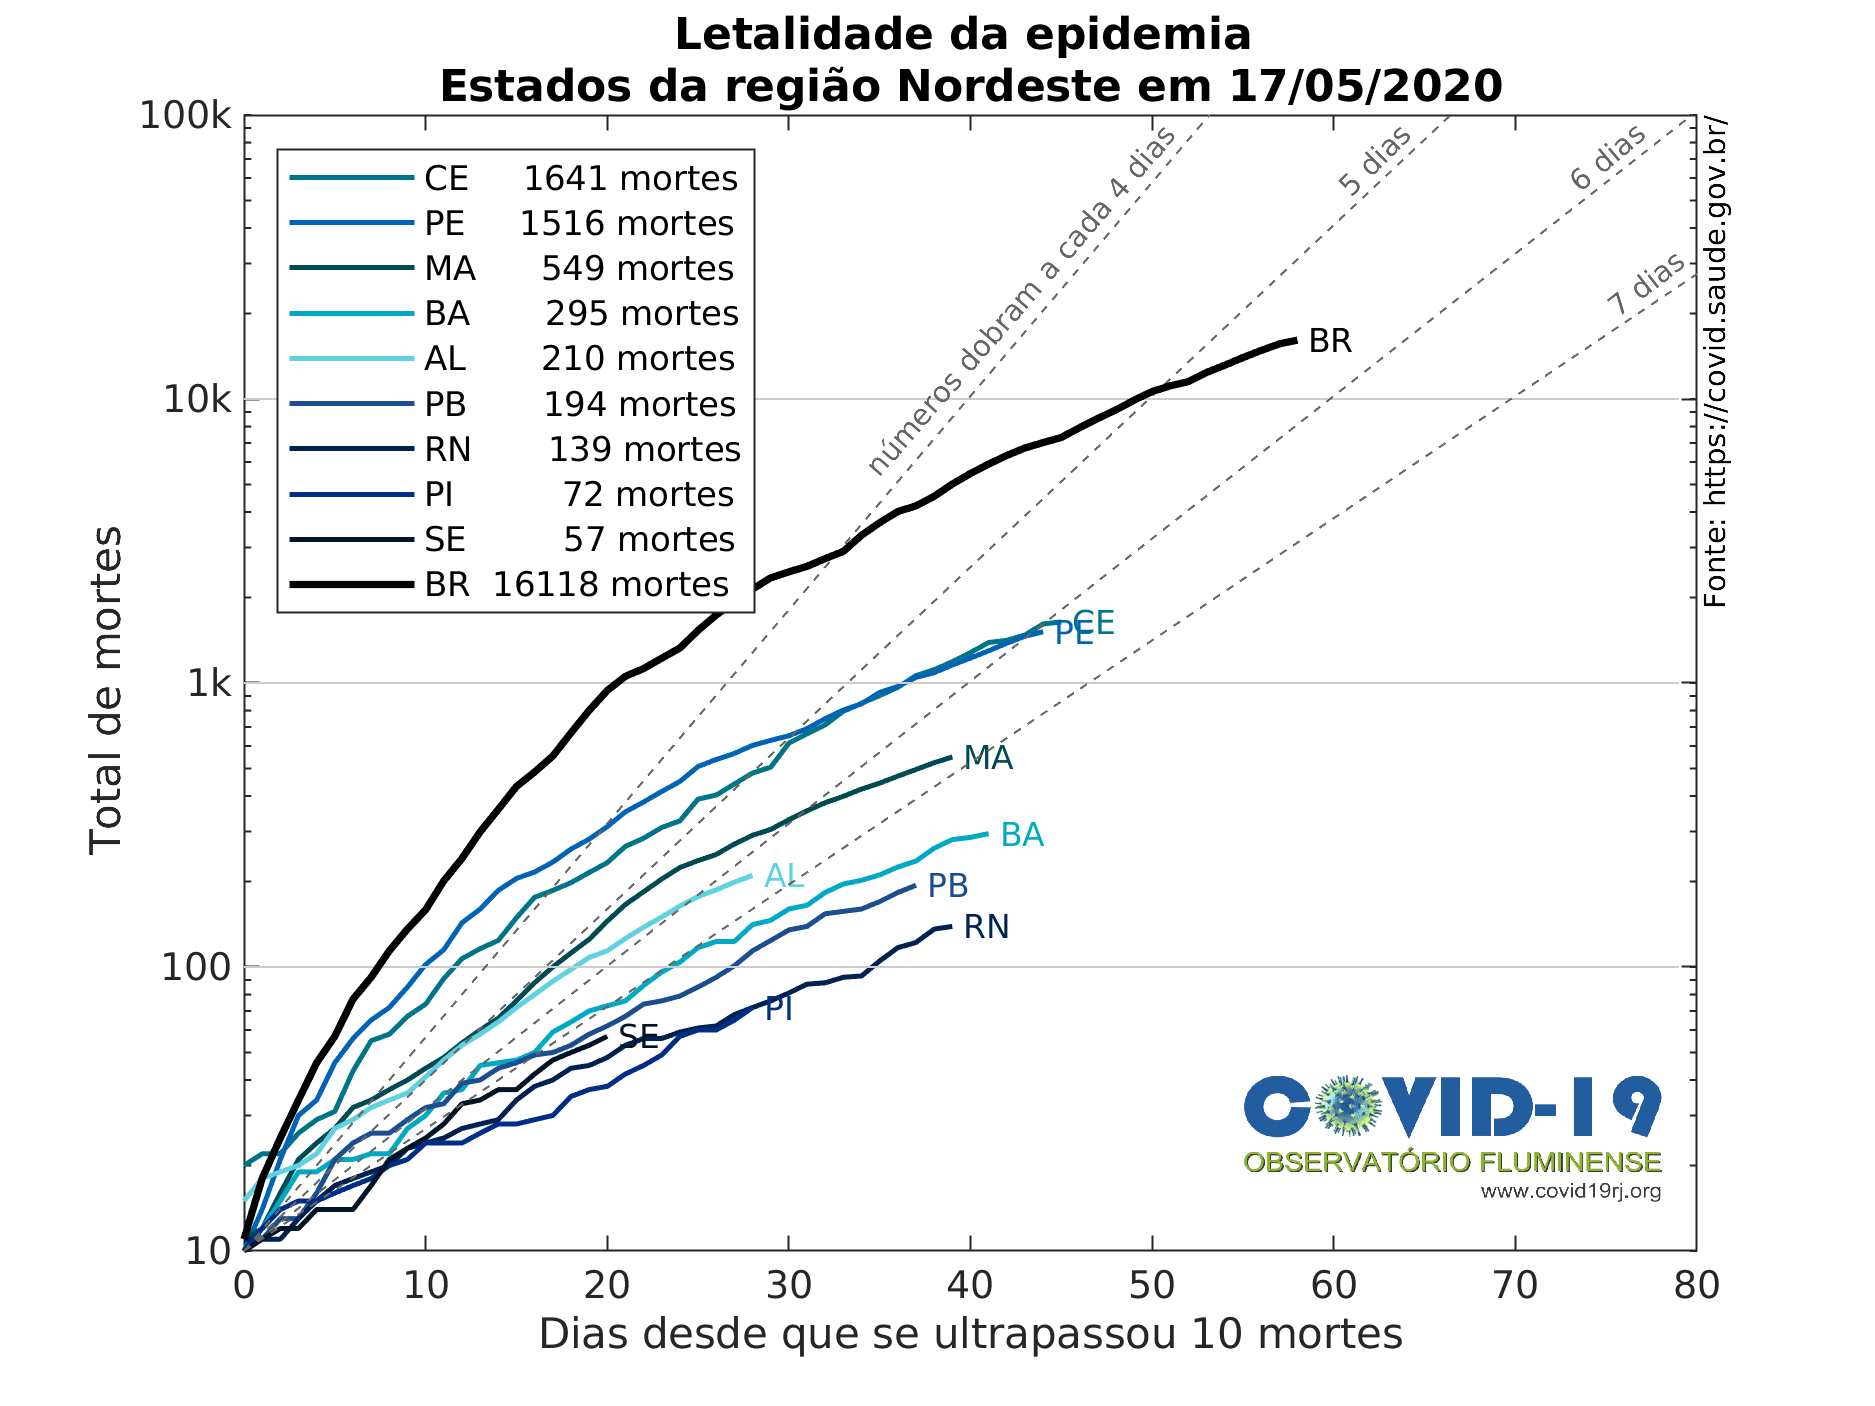 Letalidade da epidemia
Estados da região Nordeste em 17/05/2020
100k
10k
1k
100
10
Total de mortes
CE 1641 mortes
PE 1516 mortes
MA 549 mortes
BA 295 mortes
AL 210 mortes
PB 194 mortes
RN 139 mortes
PI 72 mortes
SE 57 mortes
BR 16118 mortes
números dobram a cada 4 dias
5 dias
6 dias
7 dias
BR
CE
PE
MA
BA
AL
PB
RN
PI
SE
Fonte: https://covid.saude.gov.br/
COVID-19
OBSERVATÓRIO FLUMINENSE
www.covid19rj.org
0 10 20 30 40 50 60 70 80
Dias desde que se ultrapassou 10 mortes